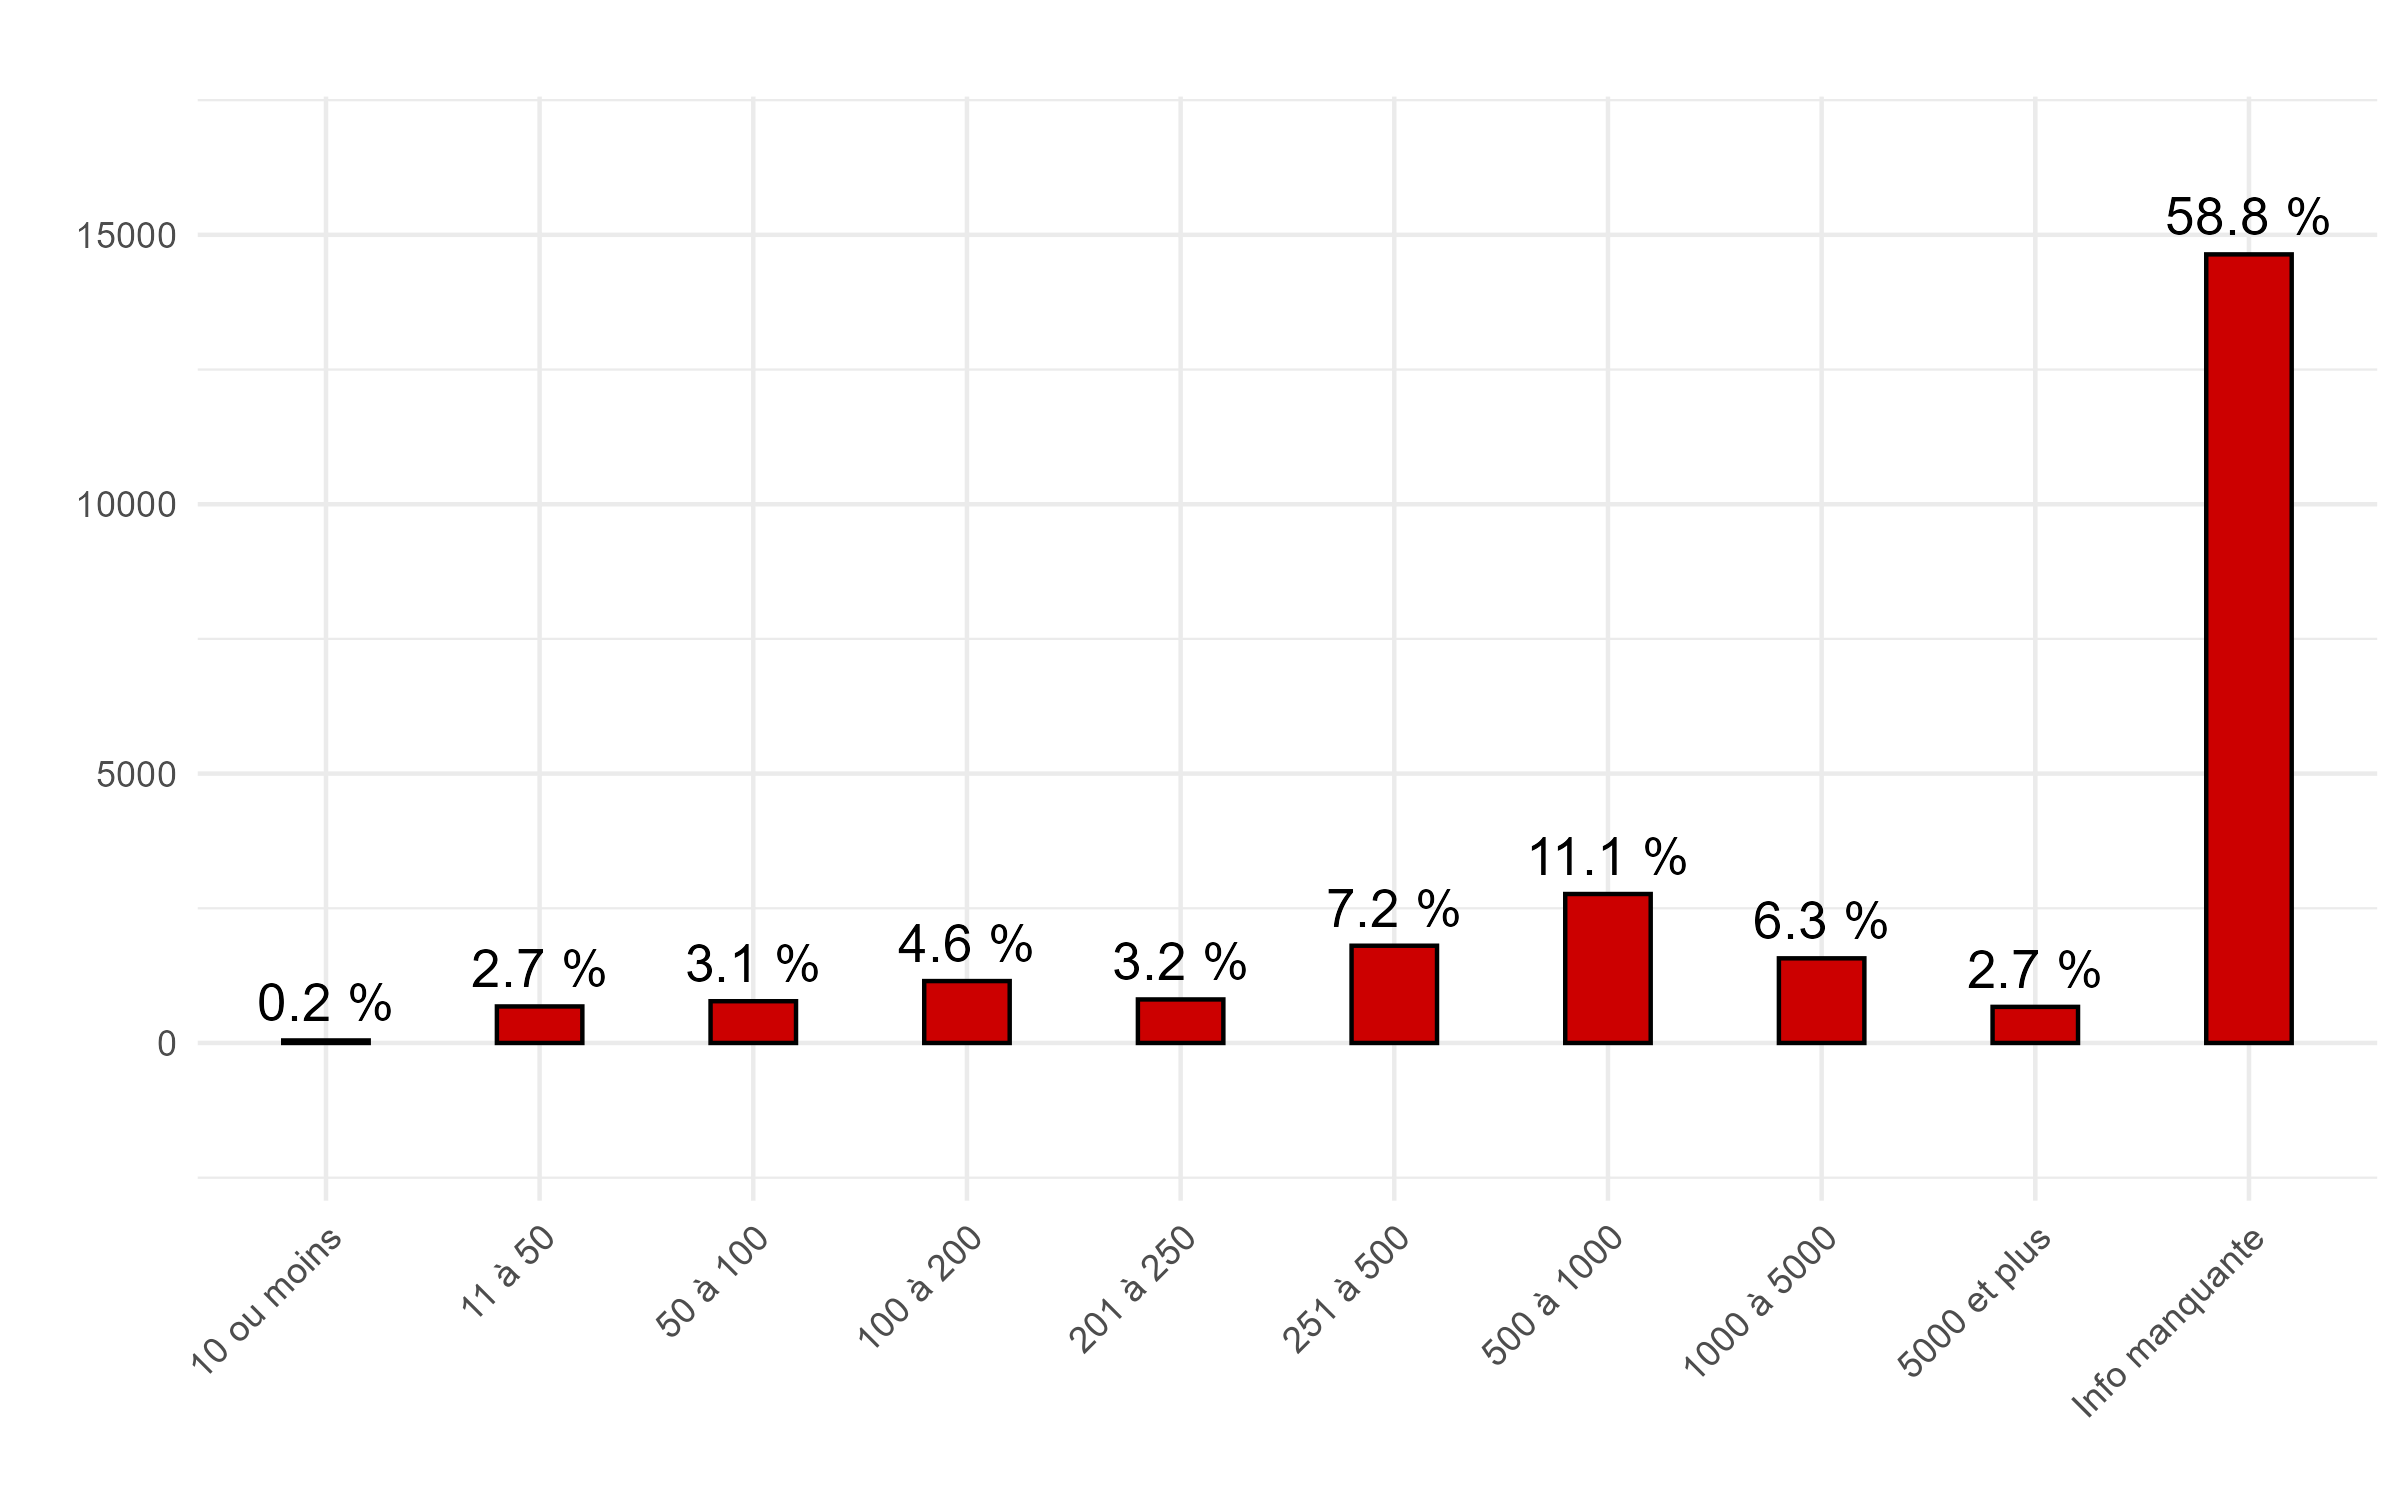 15000
10000
5000
0
0.2 %
2.7 %
3.1 %
4.6 %
3.2 %
7.2 %
11.1 %
6.3 %
2.7 %
58.8 %
10 ou moins
11 à 50
50 à 100
100 à 200
201 à 250
251 à 500
500 à 1000
1000 à 5000
5000 et plus
Info manquante